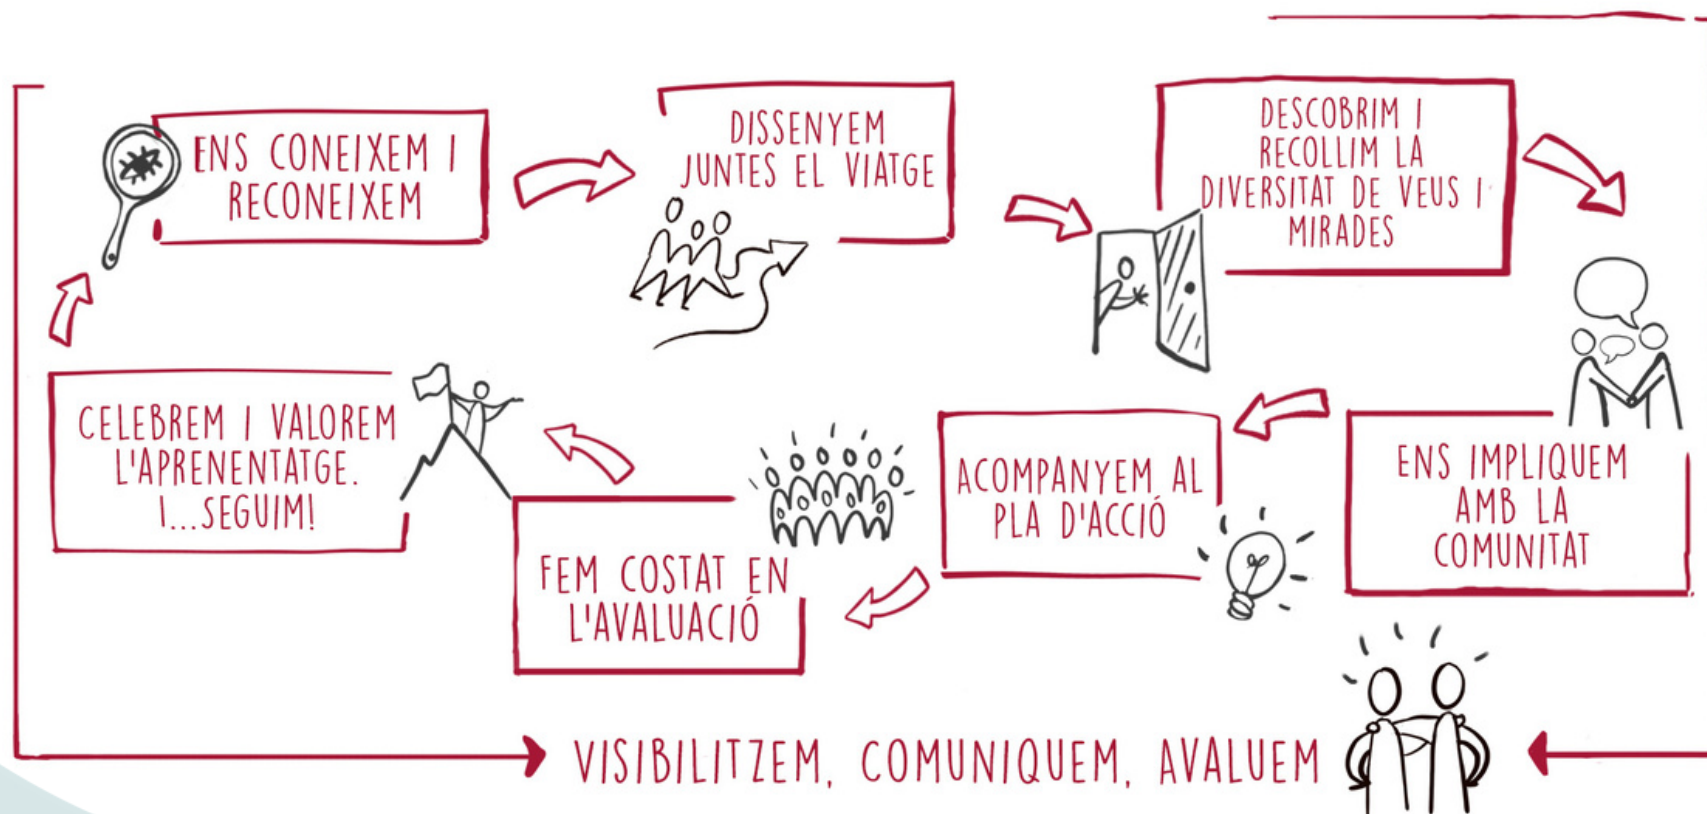 ENS CONEIXEM I
RECONEIXEM
DISSENYEM
JUNTES EL VIATGE
DESCOBRIM I
RECOLLIM LA
DIVERSITAT DE VEUS I
MIRADES
ENS IMPLIQUEM
AMB LA
COMUNITAT
ACOMPANYEM AL
PLA D'ACCIÓ
FEM COSTAT EN
L'AVALUACIÓ
CELEBREM I VALOREM
L'APRENENTATGE.
I...SEGUIM!
VISIBILITZEM, COMUNIQUEM, AVALUEM